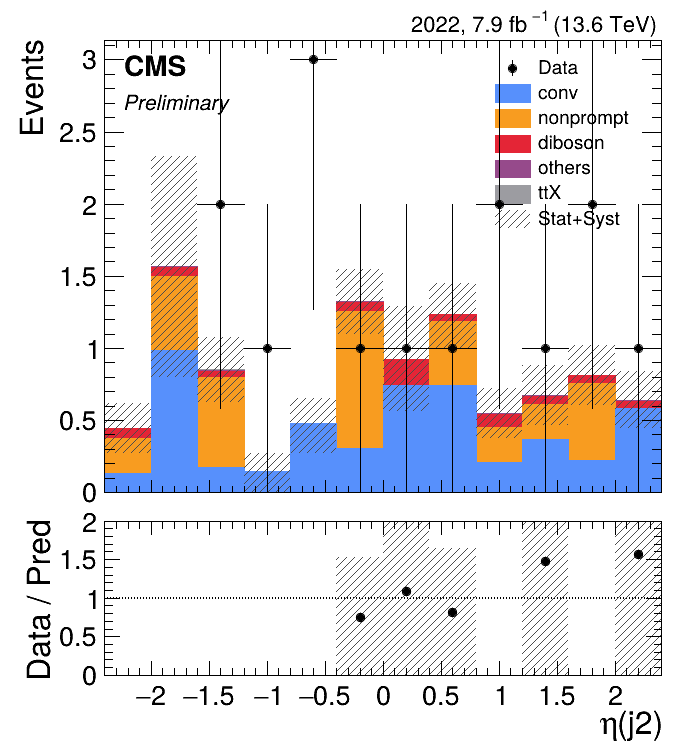 2022, 7.9 fb⁻¹ (13.6 TeV)
Events
3
2.5
2
1.5
1
0.5
0
CMS
Preliminary
Data
conv
nonprompt
diboson
others
ttX
Stat+Syst
Data / Pred
2
1.5
1
0.5
0
−2 −1.5 −1 −0.5 0 0.5 1 1.5 2
η(j2)